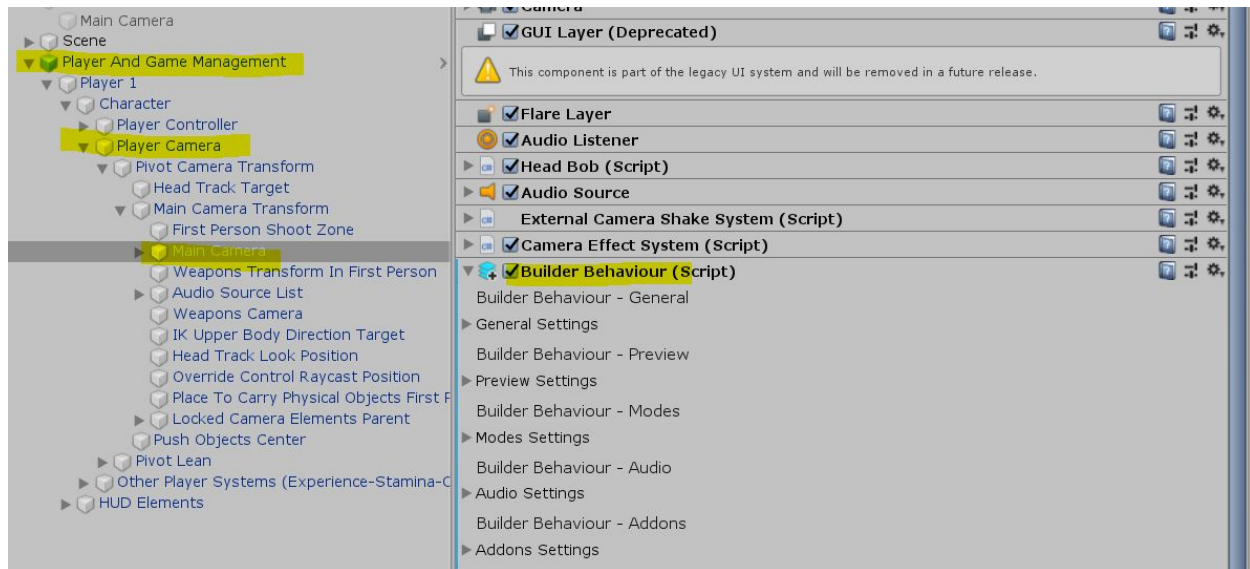 Main Camera
Scene
Player And Game Management
Player 1
Character
Player Controller
Player Camera
Pivot Camera Transform
Head Track Target
Main Camera Transform
First Person Shoot Zone
Main Camera
Weapons Transform In First Person
Audio Source List
Weapons Camera
IK Upper Body Direction Target
Head Track Look Position
Override Control Raycast Position
Place To Carry Physical Objects First P
Locked Camera Elements Parent
Push Objects Center
Pivot Lean
Other Player Systems (Experience-Stamina-O
HUD Elements
Camera
GUI Layer (Deprecated)
This component is part of the legacy UI system and will be removed in a future release.
Flare Layer
Audio Listener
Head Bob (Script)
Audio Source
External Camera Shake System (Script)
Camera Effect System (Script)
Builder Behaviour (Script)
Builder Behaviour - General
General Settings
Builder Behaviour - Preview
Preview Settings
Builder Behaviour - Modes
Modes Settings
Builder Behaviour - Audio
Audio Settings
Builder Behaviour - Addons
Addons Settings